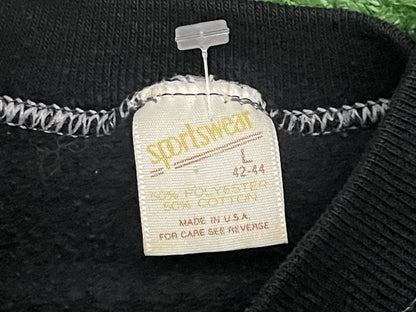 sportswear
L
42-44
50% POLYESTER
50% COTTON
MADE IN U.S.A.
FOR CARE SEE REVERSE